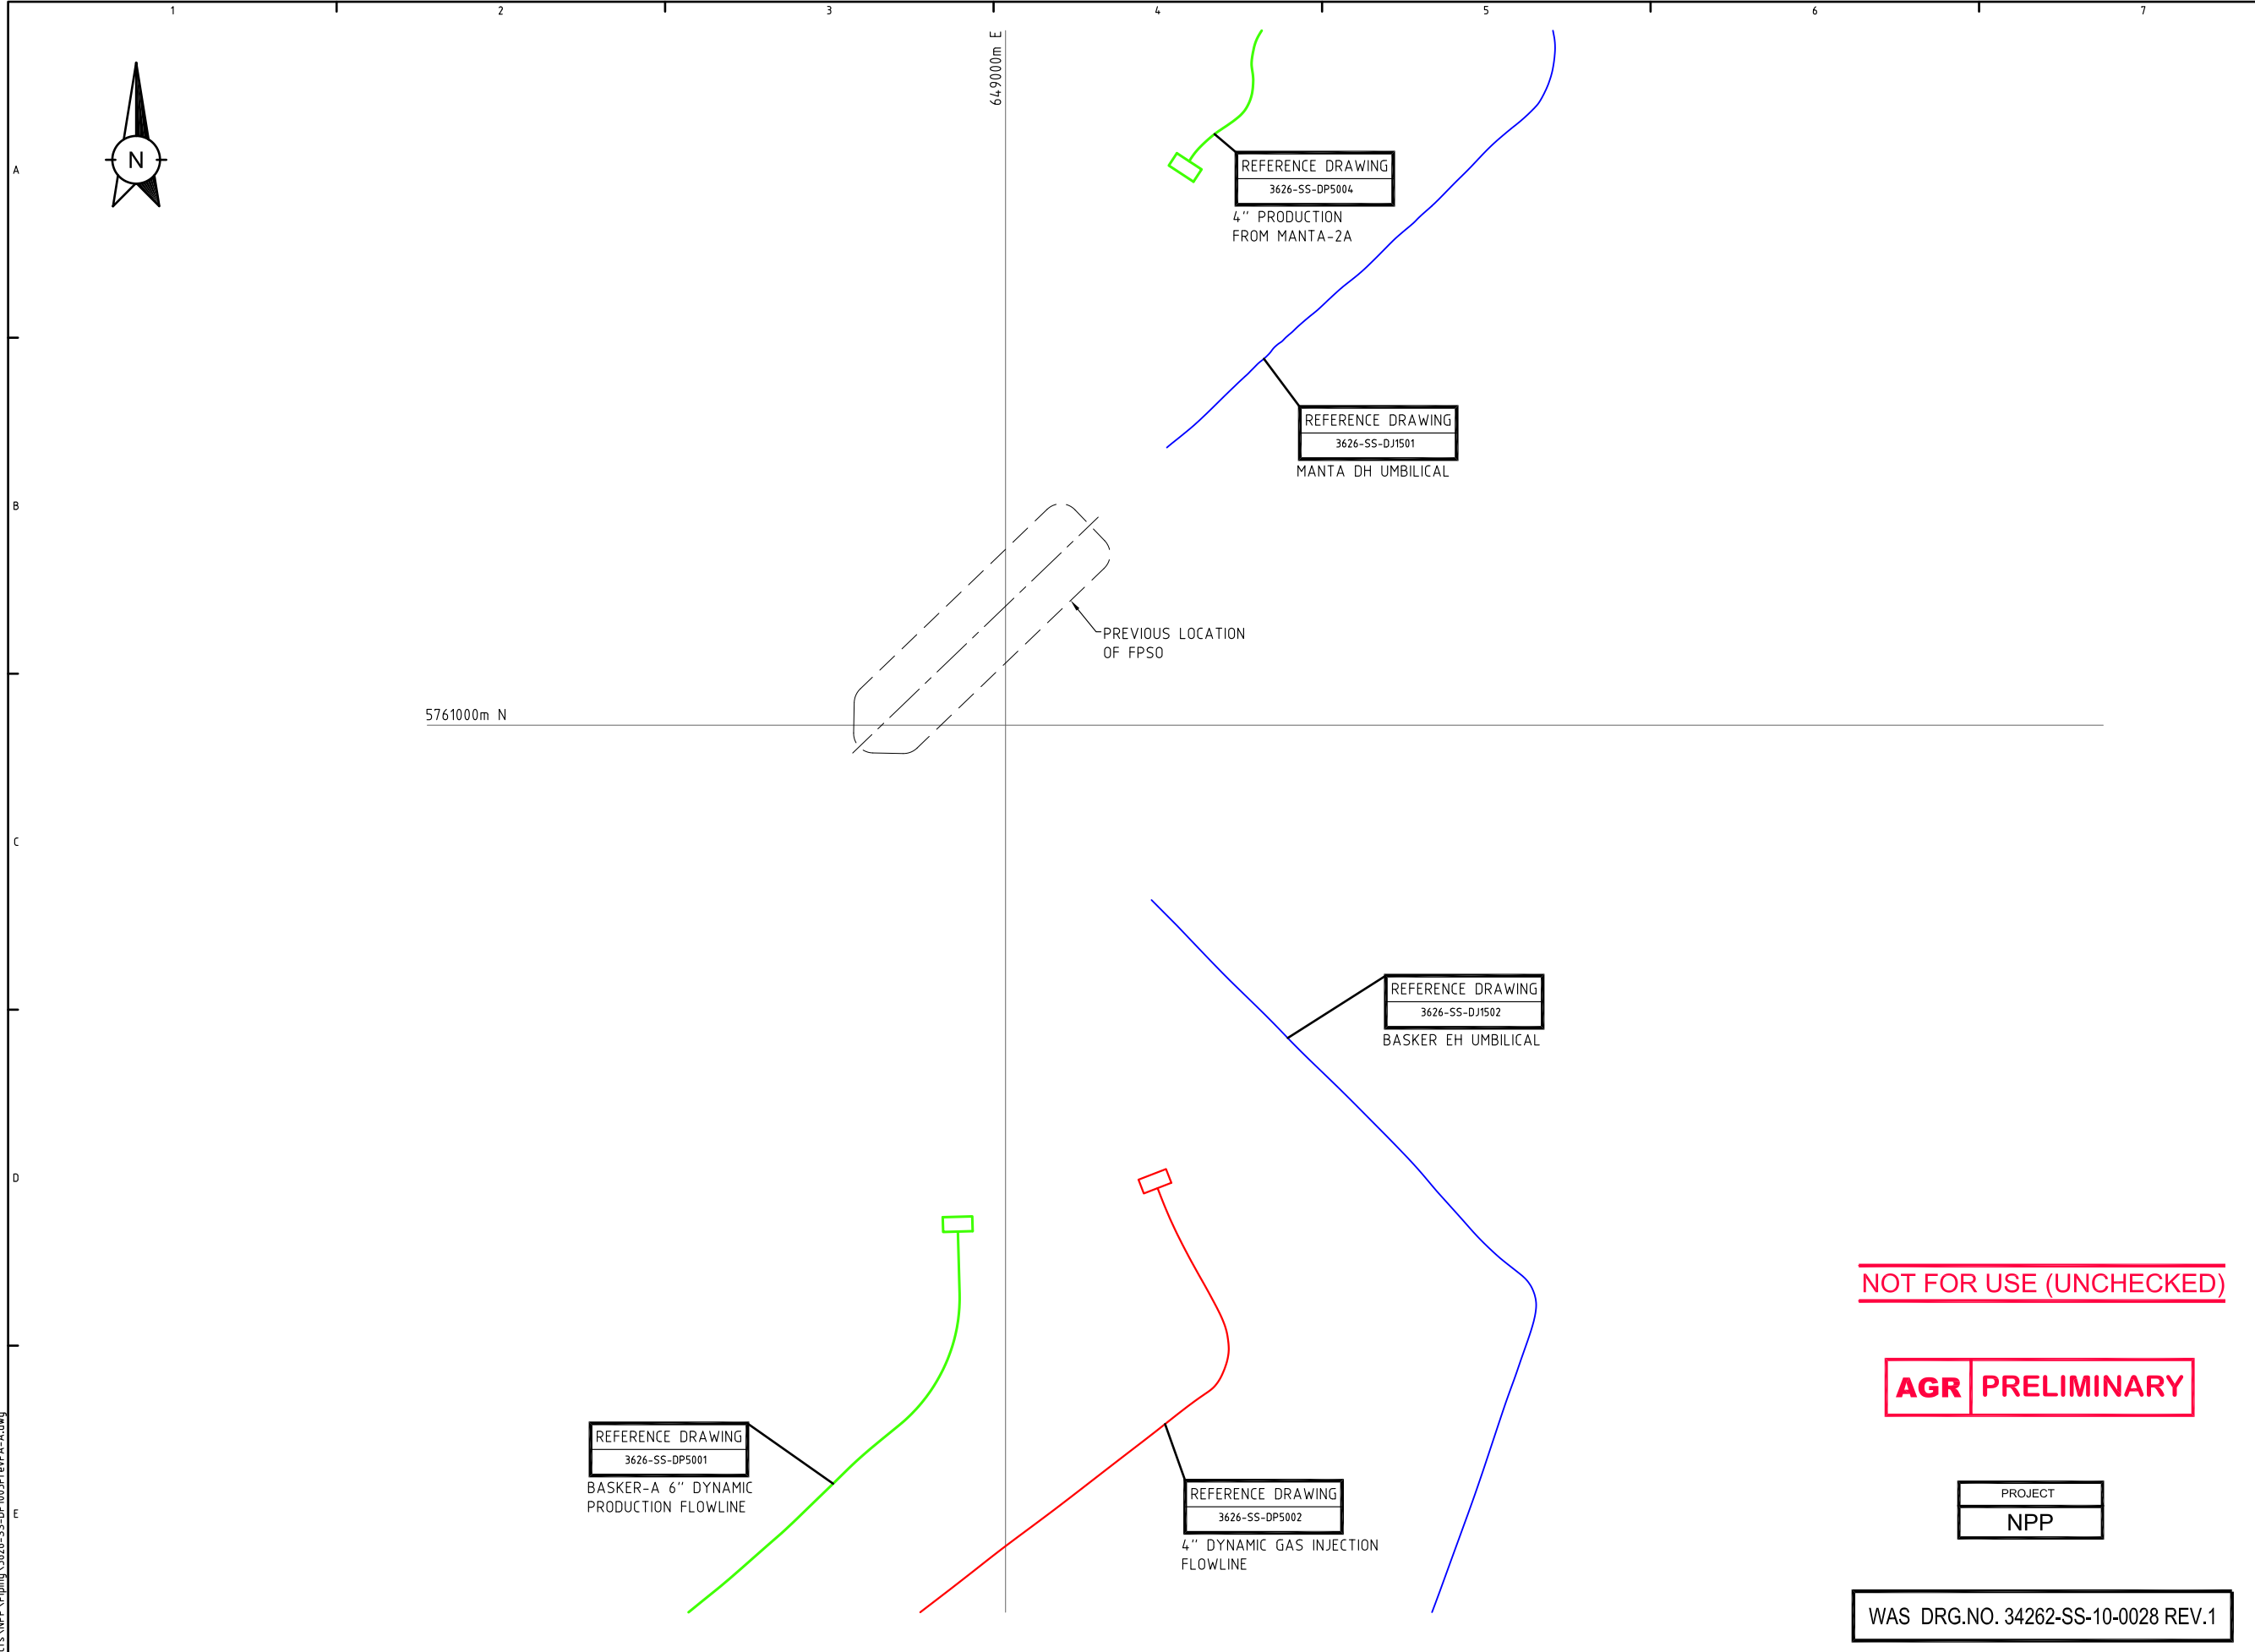 1 2 3 4 5 6 7
649000m E
N
A
REFERENCE DRAWING
3626-SS-DP5004
4" PRODUCTION
FROM MANTA-2A
REFERENCE DRAWING
3626-SS-DJ1501
MANTA DH UMBILICAL
B
PREVIOUS LOCATION
OF FPSO
5761000m N
C
REFERENCE DRAWING
3626-SS-DJ1502
BASKER EH UMBILICAL
D
NOT FOR USE (UNCHECKED)
AGR PRELIMINARY
REFERENCE DRAWING
3626-SS-DP5001
BASKER-A 6" DYNAMIC
PRODUCTION FLOWLINE
REFERENCE DRAWING
3626-SS-DP5002
4" DYNAMIC GAS INJECTION
FLOWLINE
E
PROJECT
NPP
WAS DRG.NO. 34262-SS-10-0028 REV.1